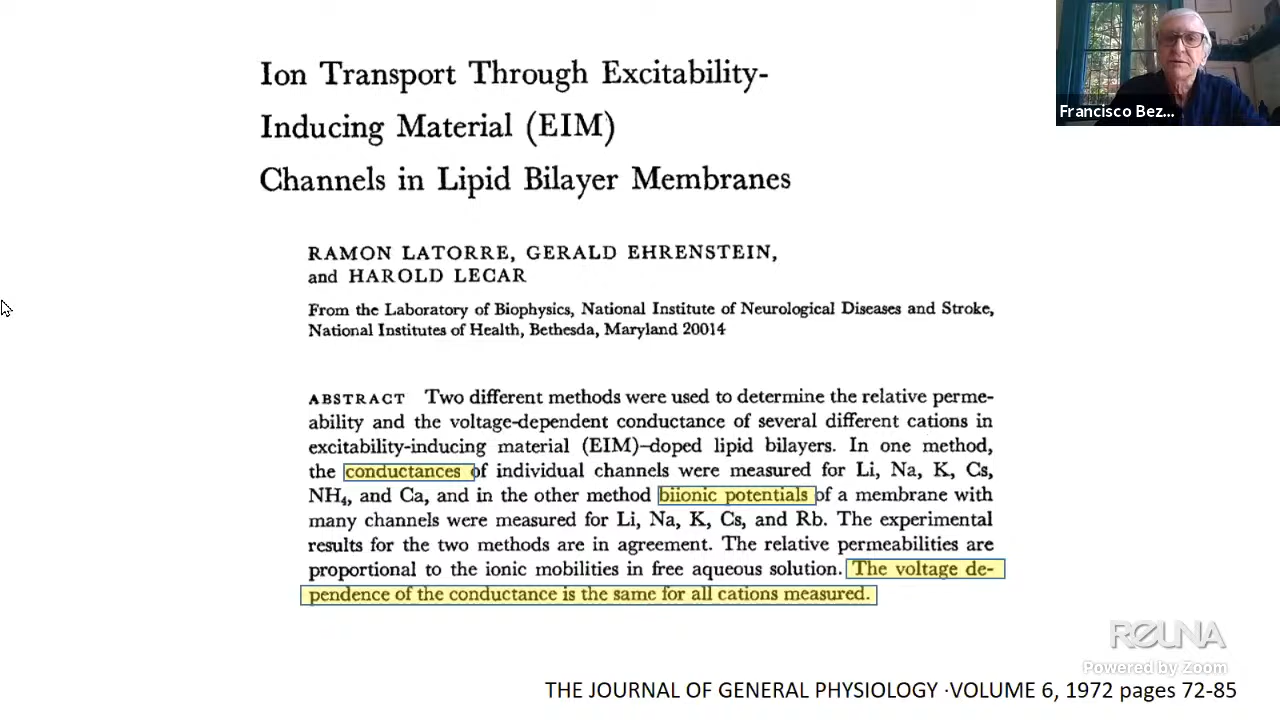 Ion Transport Through Excitability-
Inducing Material (EIM)
Channels in Lipid Bilayer Membranes
RAMON LATORRE, GERALD EHRENSTEIN,
and HAROLD LECAR
From the Laboratory of Biophysics, National Institute of Neurological Diseases and Stroke,
National Institutes of Health, Bethesda, Maryland 20014
ABSTRACT Two different methods were used to determine the relative perme-
ability and the voltage-dependent conductance of several different cations in
excitability-inducing material (EIM)–doped lipid bilayers. In one method,
the conductances of individual channels were measured for Li, Na, K, Cs,
NH₄, and Ca, and in the other method biionic potentials of a membrane with
many channels were measured for Li, Na, K, Cs, and Rb. The experimental
results for the two methods are in agreement. The relative permeabilities are
proportional to the ionic mobilities in free aqueous solution. The voltage de-
pendence of the conductance is the same for all cations measured.
THE JOURNAL OF GENERAL PHYSIOLOGY ·VOLUME 6, 1972 pages 72-85
Francisco Bez...
REUNA
Powered by Zoom